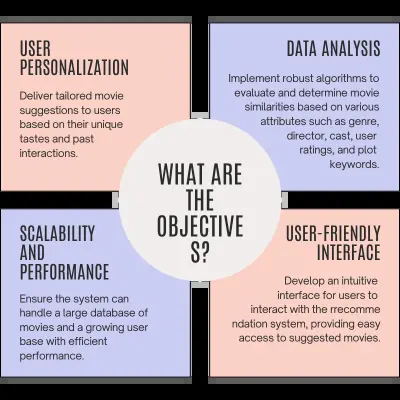 USER
PERSONALIZATION
Deliver tailored movie
suggestions to users
based on their unique
tastes and past
interactions.
DATA ANALYSIS
Implement robust algorithms to
evaluate and determine movie
similarities based on various
attributes such as genre,
director, cast, user
ratings, and plot
keywords.
WHAT ARE
THE
OBJECTIVE
S?
SCALABILITY
AND
PERFORMANCE
Ensure the system can
handle a large database of
movies and a growing user
base with efficient
performance.
USER-FRIENDLY
INTERFACE
Develop an intuitive
interface for users to
interact with the rrecomme
ndation system, providing easy
access to suggested movies.